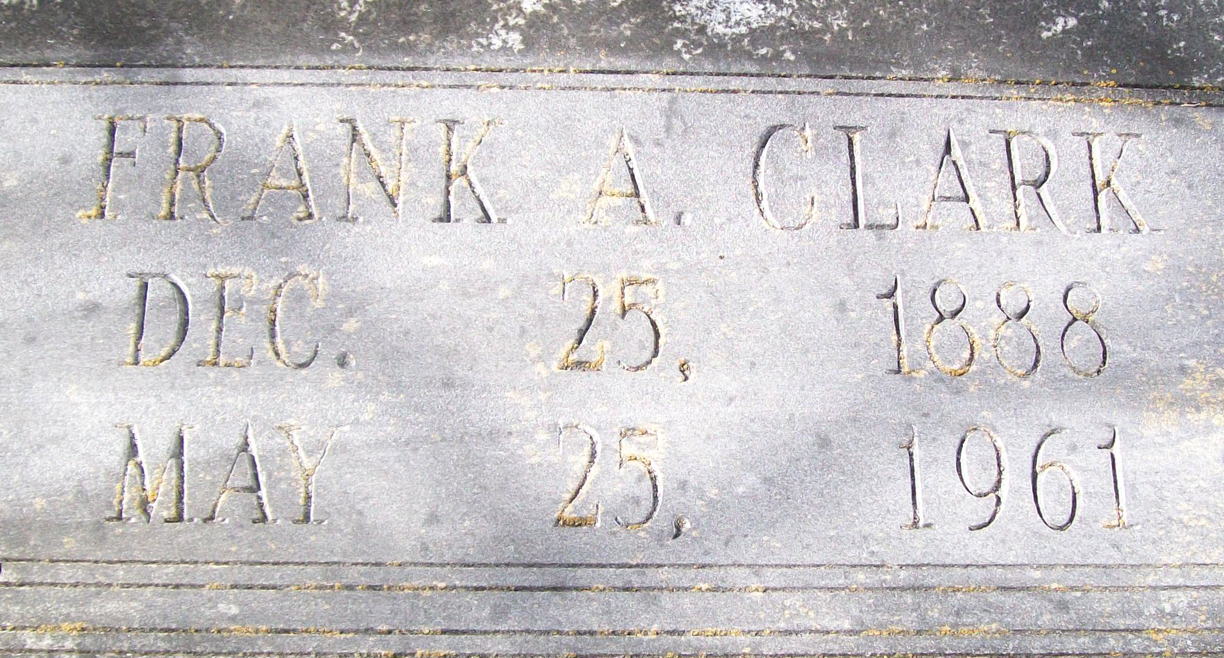 FRANK A. CLARK
DEC. 25, 1888
MAY 25, 1961